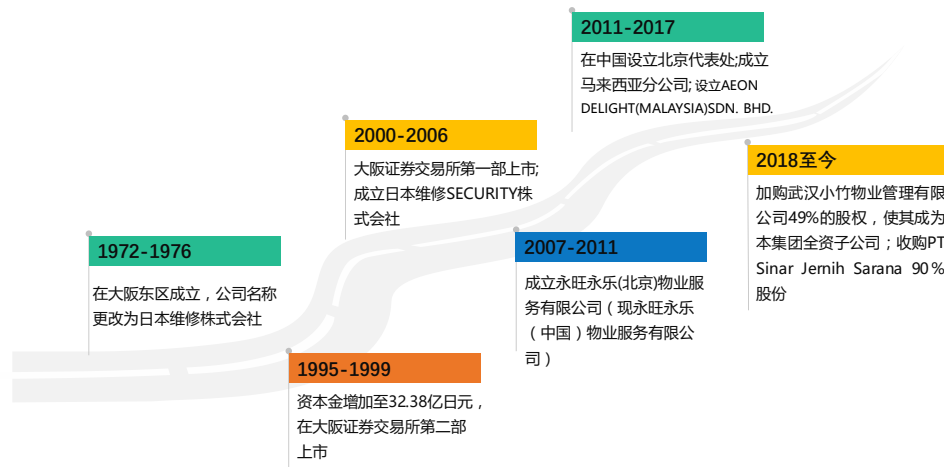 1972-1976
在大阪东区成立，公司名称
更改为日本维修株式会社
1995-1999
资本金增加至32.38亿日元，
在大阪证券交易所第二部
上市
2000-2006
大阪证券交易所第一部上市;
成立日本维修SECURITY株
式会社
2007-2011
成立永旺永乐(北京)物业服
务有限公司（现永旺永乐
（中国）物业服务有限公
司）
2011-2017
在中国设立北京代表处;成立
马来西亚分公司; 设立AEON
DELIGHT(MALAYSIA)SDN. BHD.
2018至今
加购武汉小竹物业管理有限
公司49%的股权，使其成为
本集团全资子公司；收购PT
Sinar Jernih Sarana 90%
股份